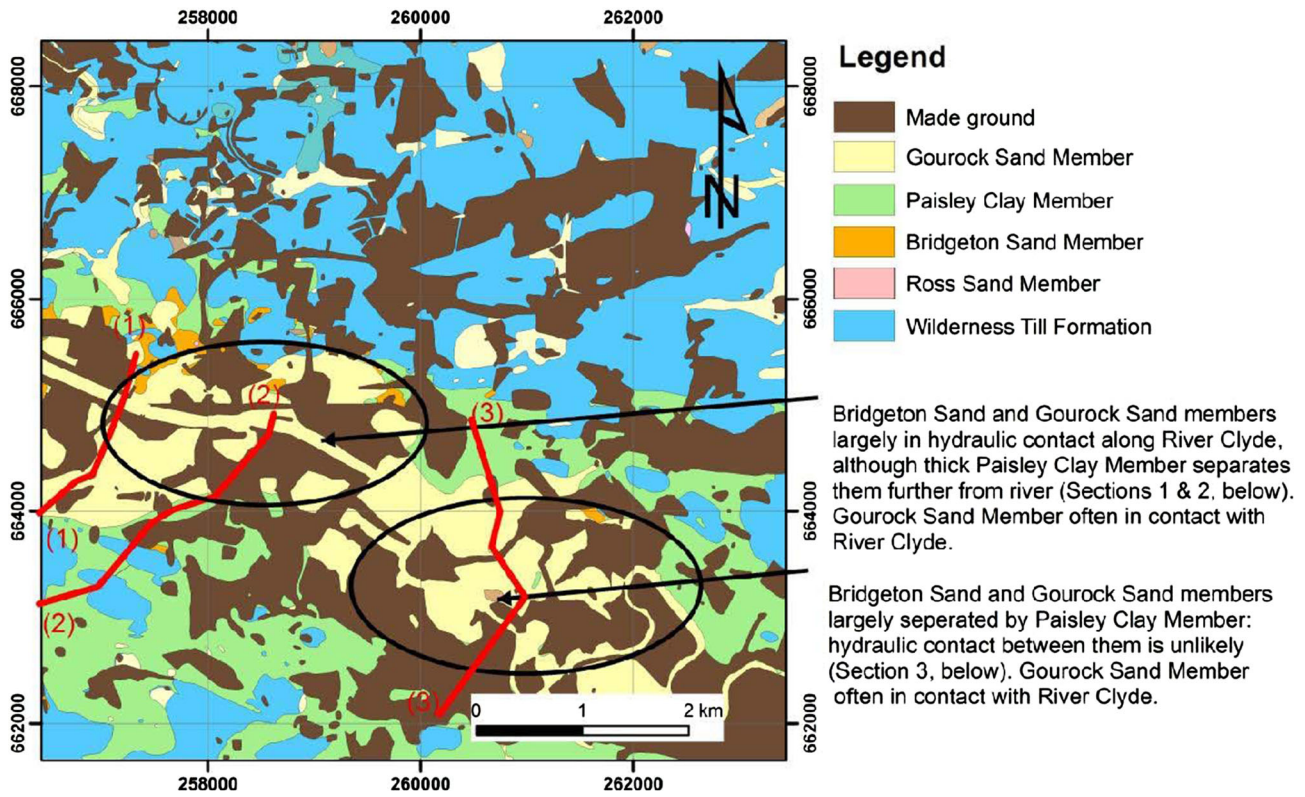 258000 260000 262000
668000 668000
666000 666000
664000 664000
662000 662000
258000 260000 262000
(1)
(2)
(3)
(1)
(2)
(3)
0 1 2 km
N
Legend
Made ground
Gourock Sand Member
Paisley Clay Member
Bridgeton Sand Member
Ross Sand Member
Wilderness Till Formation
Bridgeton Sand and Gourock Sand members
largely in hydraulic contact along River Clyde,
although thick Paisley Clay Member separates
them further from river (Sections 1 & 2, below).
Gourock Sand Member often in contact with
River Clyde.
Bridgeton Sand and Gourock Sand members
largely seperated by Paisley Clay Member:
hydraulic contact between them is unlikely
(Section 3, below). Gourock Sand Member
often in contact with River Clyde.